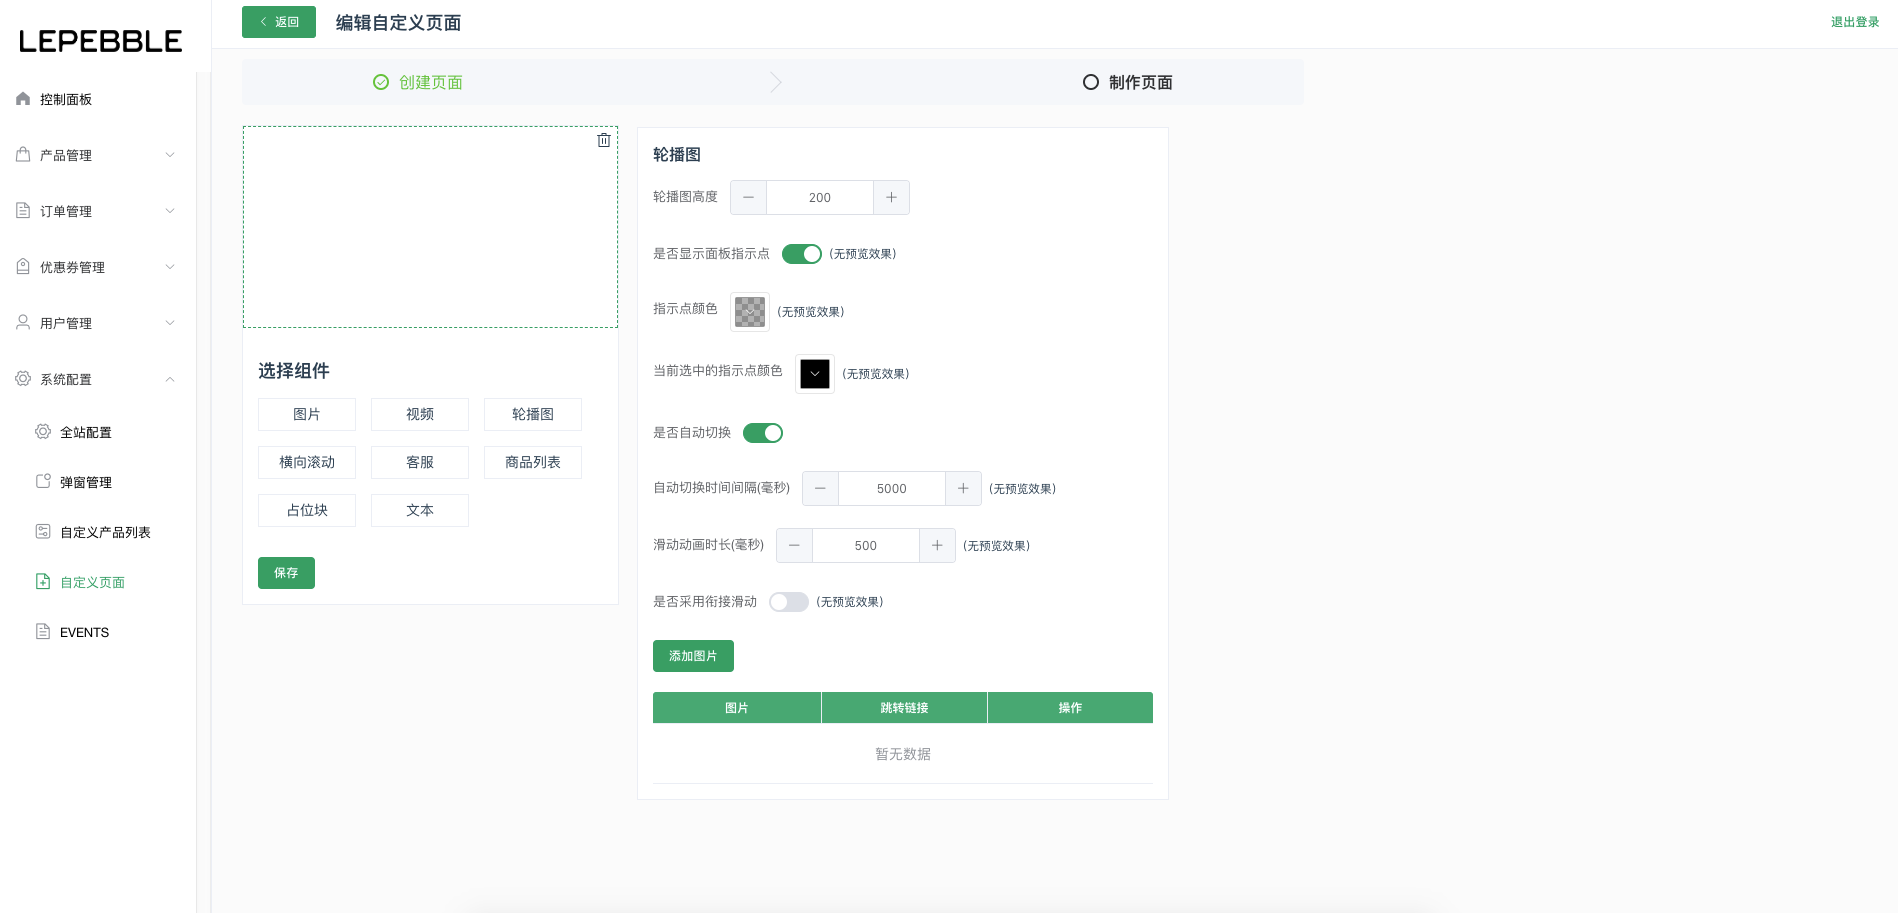 LEPEBBLE
控制面板
产品管理
订单管理
优惠券管理
用户管理
系统配置
全站配置
弹窗管理
自定义产品列表
自定义页面
EVENTS
返回
编辑自定义页面
退出登录
创建页面
制作页面
选择组件
图片 视频 轮播图
横向滚动 客服 商品列表
占位块 文本
保存
轮播图
轮播图高度 200
是否显示面板指示点 (无预览效果)
指示点颜色 (无预览效果)
当前选中的指示点颜色 (无预览效果)
是否自动切换
自动切换时间间隔(毫秒) 5000 (无预览效果)
滑动动画时长(毫秒) 500 (无预览效果)
是否采用衔接滑动 (无预览效果)
添加图片
图片 跳转链接 操作
暂无数据